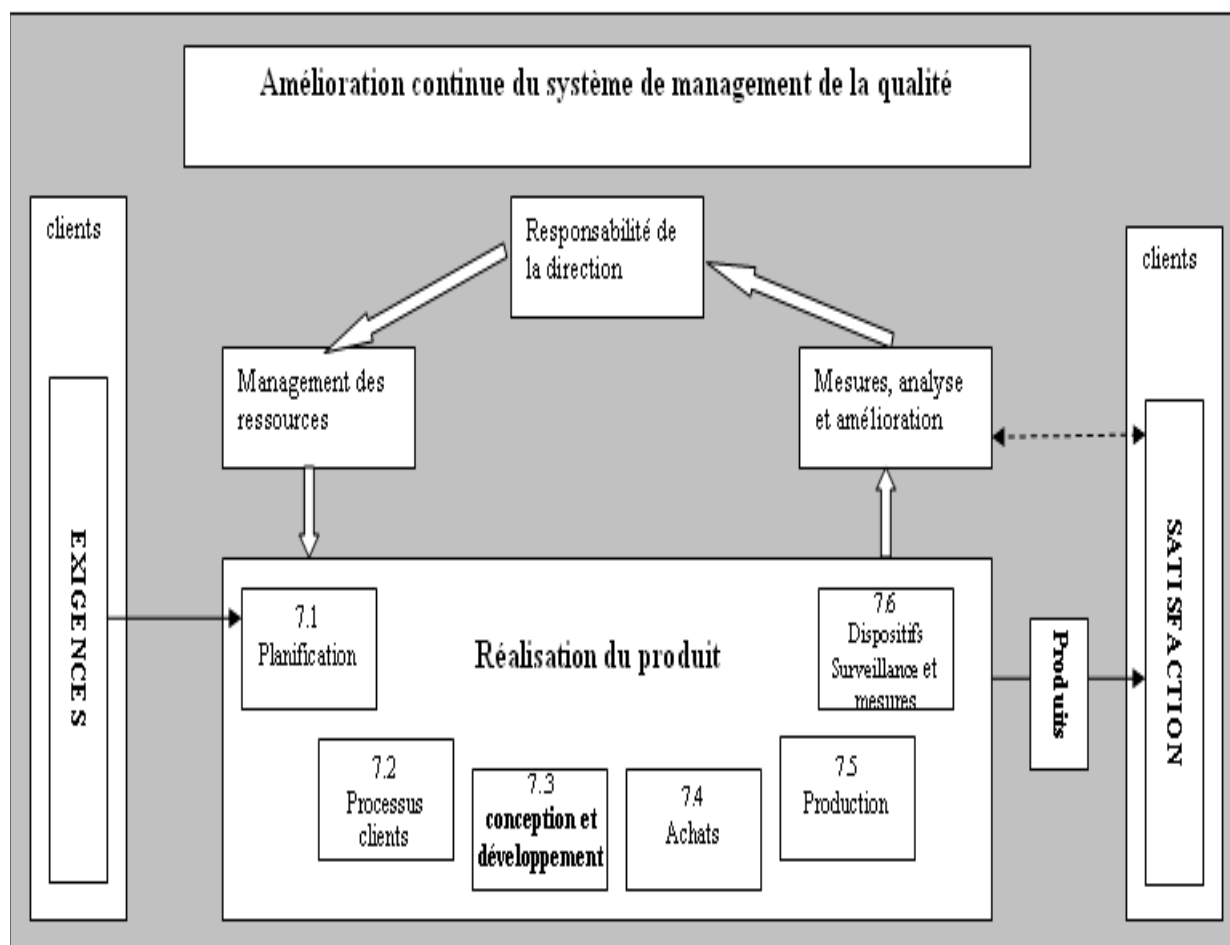 Amélioration continue du système de management de la qualité
clients
EXIGENCES
Responsabilité de
la direction
Management des
ressources
Mesures, analyse
et amélioration
clients
SATISFACTION
7.1
Planification
Réalisation du produit
7.6
Dispositifs
Surveillance et
mesures
Produits
7.2
Processus
clients
7.3
conception et
développement
7.4
Achats
7.5
Production